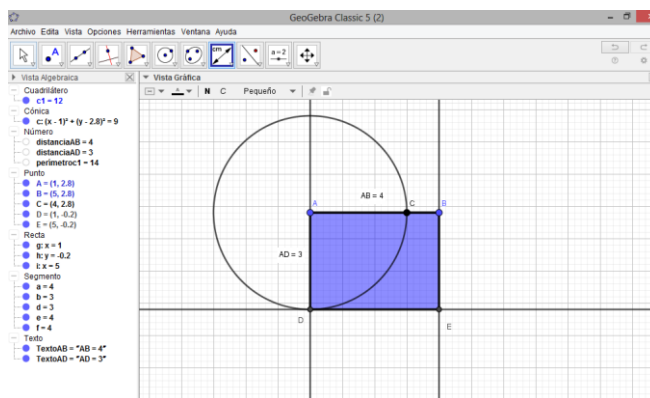 GeoGebra Classic 5 (2)
Archivo Edita Vista Opciones Herramientas Ventana Ayuda
A
cm
a=2
Vista Algebraica
Cuadrilátero
c1 = 12
Cónica
c: (x - 1)² + (y - 2.8)² = 9
Número
distanciaAB = 4
distanciaAD = 3
perimetroc1 = 14
Punto
A = (1, 2.8)
B = (5, 2.8)
C = (4, 2.8)
D = (1, -0.2)
E = (5, -0.2)
Recta
g: x = 1
h: y = -0.2
i: x = 5
Segmento
a = 4
b = 3
d = 3
e = 4
f = 4
Texto
TextoAB = "AB = 4"
TextoAD = "AD = 3"
Vista Gráfica
A N C Pequeño
AB = 4
A C B
AD = 3
D
E